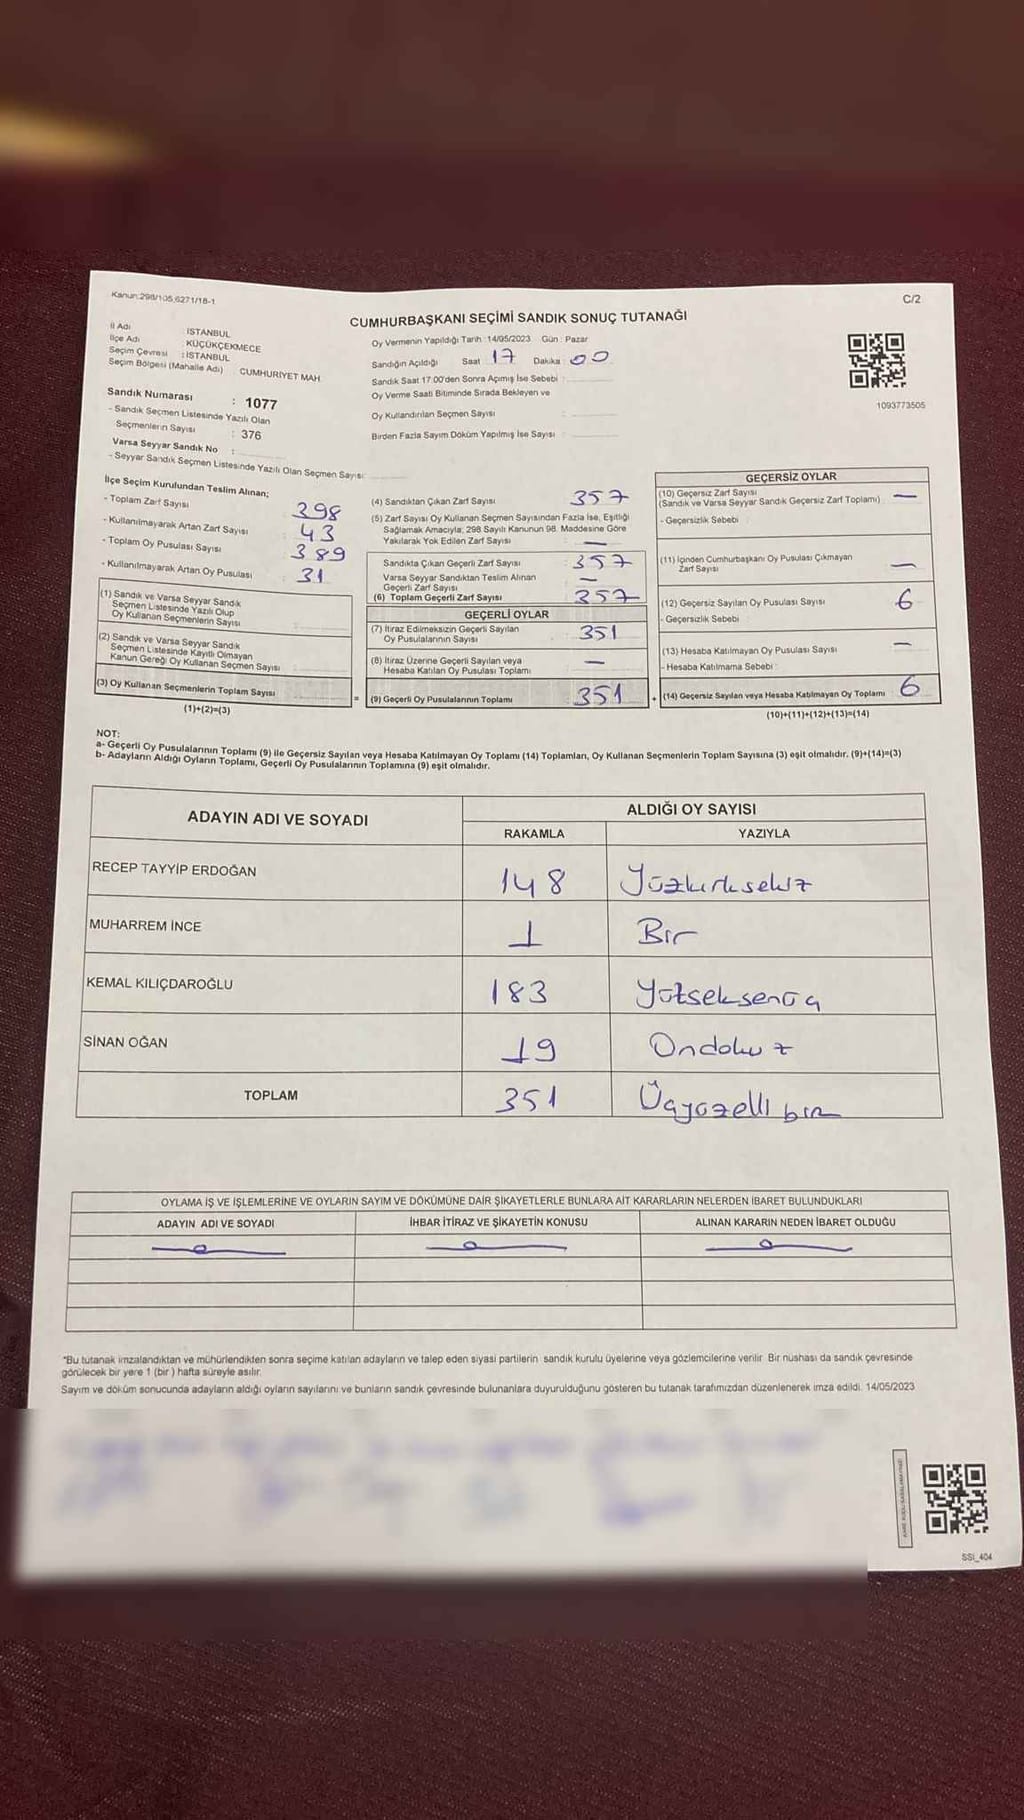 Kanun:298/105,6271/18-1
C/2
CUMHURBAŞKANI SEÇİMİ SANDIK SONUÇ TUTANAĞI
İl Adı : İSTANBUL
İlçe Adı : KÜÇÜKÇEKMECE
Seçim Çevresi : İSTANBUL
Seçim Bölgesi (Mahalle Adı) CUMHURİYET MAH
Oy Vermenin Yapıldığı Tarih :14/05/2023 Gün : Pazar
Sandığın Açıldığı Saat : 17 Dakika : 00
Sandık Saat 17:00'den Sonra Açımış İse Sebebi :
Oy Verme Saati Bitiminde Sırada Bekleyen ve
Oy Kullandırılan Seçmen Sayısı :
Birden Fazla Sayım Döküm Yapılmış İse Sayısı :
1093773505
Sandık Numarası : 1077
- Sandık Seçmen Listesinde Yazılı Olan
Seçmenlerin Sayısı : 376
Varsa Seyyar Sandık No :
- Seyyar Sandık Seçmen Listesinde Yazılı Olan Seçmen Sayısı:
İlçe Seçim Kurulundan Teslim Alınan;
- Toplam Zarf Sayısı : 398
- Kullanılmayarak Artan Zarf Sayısı : 43
- Toplam Oy Pusulası Sayısı : 389
- Kullanılmayarak Artan Oy Pusulası : 31
(1) Sandık ve Varsa Seyyar Sandık
Seçmen Listesinde Yazılı Olup
Oy Kullanan Seçmenlerin Sayısı :
(2) Sandık ve Varsa Seyyar Sandık
Seçmen Listesinde Kayıtlı Olmayan
Kanun Gereği Oy Kullanan Seçmen Sayısı :
(3) Oy Kullanan Seçmenlerin Toplam Sayısı :
(1)+(2)=(3)
(4) Sandıktan Çıkan Zarf Sayısı : 357
(5) Zarf Sayısı Oy Kullanan Seçmen Sayısından Fazla İse, Eşitliği
Sağlamak Amacıyla; 298 Sayılı Kanunun 98. Maddesine Göre
Yakılarak Yok Edilen Zarf Sayısı : —
Sandıkta Çıkan Geçerli Zarf Sayısı : 357
Varsa Seyyar Sandıktan Teslim Alınan
Geçerli Zarf Sayısı : —
(6) Toplam Geçerli Zarf Sayısı : 357
GEÇERLİ OYLAR
(7) İtiraz Edilmeksizin Geçerli Sayılan
Oy Pusulalarının Sayısı : 351
(8) İtiraz Üzerine Geçerli Sayılan veya
Hesaba Katılan Oy Pusulası Toplamı : —
= (9) Geçerli Oy Pusulalarının Toplamı : 351
GEÇERSİZ OYLAR
(10) Geçersiz Zarf Sayısı
(Sandık ve Varsa Seyyar Sandık Geçersiz Zarf Toplamı) : —
- Geçersizlik Sebebi :
(11) İçinden Cumhurbaşkanı Oy Pusulası Çıkmayan
Zarf Sayısı : —
(12) Geçersiz Sayılan Oy Pusulası Sayısı : 6
- Geçersizlik Sebebi :
(13) Hesaba Katılmayan Oy Pusulası Sayısı : —
- Hesaba Katılmama Sebebi :
+ (14) Geçersiz Sayılan veya Hesaba Katılmayan Oy Toplamı : 6
(10)+(11)+(12)+(13)=(14)
NOT:
a- Geçerli Oy Pusulalarının Toplamı (9) ile Geçersiz Sayılan veya Hesaba Katılmayan Oy Toplamı (14) Toplamları, Oy Kullanan Seçmenlerin Toplam Sayısına (3) eşit olmalıdır. (9)+(14)=(3)
b- Adayların Aldığı Oyların Toplamı, Geçerli Oy Pusulalarının Toplamına (9) eşit olmalıdır.
ADAYIN ADI VE SOYADI
ALDIĞI OY SAYISI
RAKAMLA YAZIYLA
RECEP TAYYİP ERDOĞAN 148 Yüzkırksekiz
MUHARREM İNCE 1 Bir
KEMAL KILIÇDAROĞLU 183 Yüzseksenüç
SİNAN OĞAN 19 Ondokuz
TOPLAM 351 Üçyüzelli bir
OYLAMA İŞ VE İŞLEMLERİNE VE OYLARIN SAYIM VE DÖKÜMÜNE DAİR ŞİKAYETLERLE BUNLARA AİT KARARLARIN NELERDEN İBARET BULUNDUKLARI
ADAYIN ADI VE SOYADI İHBAR İTİRAZ VE ŞİKAYETİN KONUSU ALINAN KARARIN NEDEN İBARET OLDUĞU
*Bu tutanak imzalandıktan ve mühürlendikten sonra seçime katılan adayların ve talep eden siyasi partilerin sandık kurulu üyelerine veya gözlemcilerine verilir. Bir nüshası da sandık çevresinde
görülecek bir yere 1 (bir) hafta süreyle asılır.
Sayım ve döküm sonucunda adayların aldığı oyların sayılarını ve bunların sandık çevresinde bulunanlara duyurulduğunu gösteren bu tutanak tarafımızdan düzenlenerek imza edildi. 14/05/2023
SSİ_404